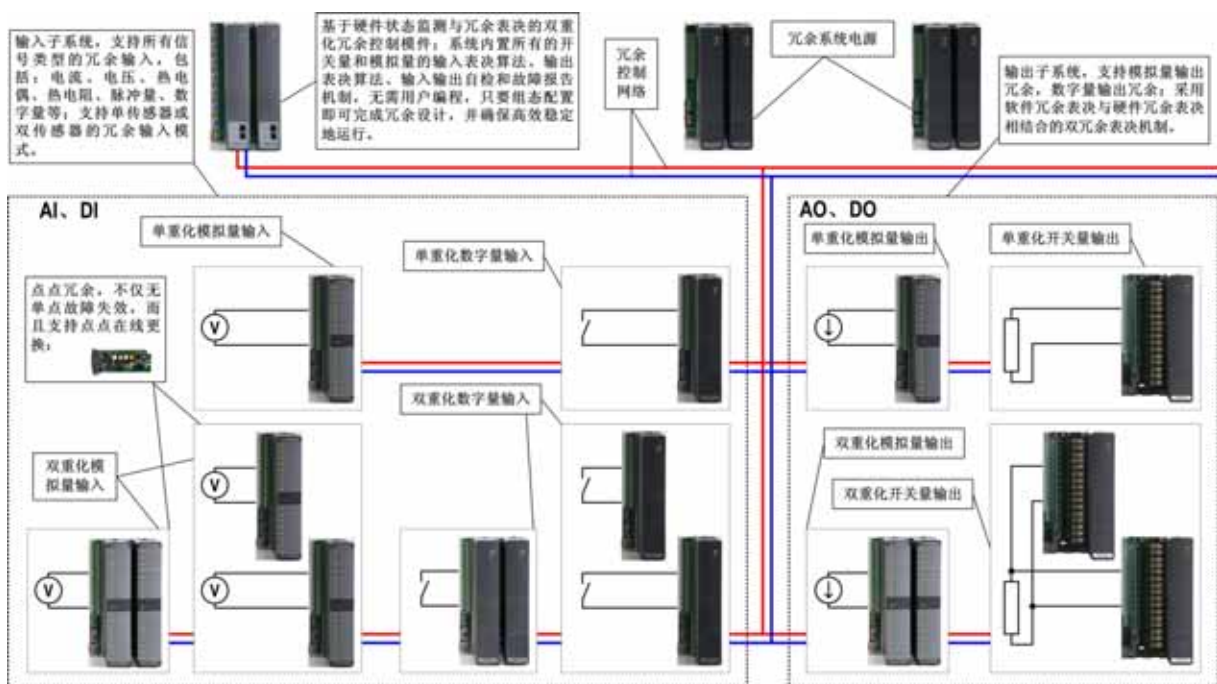 输入子系统，支持所有信
号类型的冗余输入，包
括：电流、电压、热电
偶、热电阻、脉冲量、数
字量等；支持单传感器或
双传感器的冗余输入模
式。
基于硬件状态监测与冗余表决的双重
化冗余控制模件；系统内置所有的开
关量和模拟量的输入表决算法、输出
表决算法、输入输出自检和故障报告
机制，无需用户编程，只要组态配置
即可完成冗余设计，并确保高效稳定
地运行。
冗余
控制
网络
冗余系统电源
输出子系统，支持模拟量输出
冗余，数字量输出冗余；采用
软件冗余表决与硬件冗余表决
相结合的双冗余表决机制。
AI、DI
单重化模拟量输入
单重化数字量输入
点点冗余，不仅无
单点故障失效，而
且支持点点在线更
换；
V
双重化数字量输入
双重化模
拟量输入
V
V
V
AO、DO
单重化模拟量输出
单重化开关量输出
双重化模拟量输出
双重化开关量输出